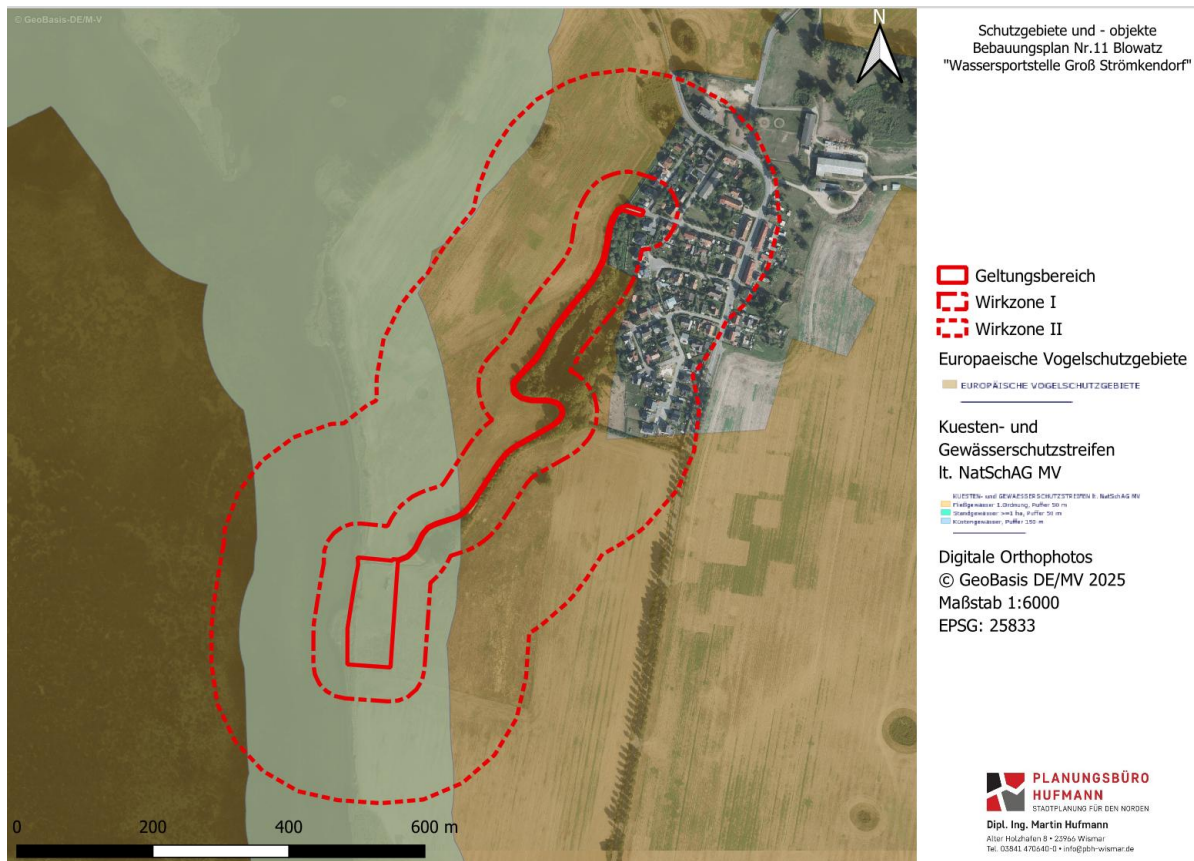 © GeoBasis-DE/M-V
N
Schutzgebiete und - objekte
Bebauungsplan Nr.11 Blowatz
"Wassersportstelle Groß Strömkendorf"
Geltungsbereich
Wirkzone I
Wirkzone II
Europaeische Vogelschutzgebiete
EUROPÄISCHE VOGELSCHUTZGEBIETE
Kuesten- und
Gewässerschutzstreifen
lt. NatSchAG MV
KUESTEN- und GEWAESSERSCHUTZSTREIFEN lt. NatSchAG MV
Fließgewässer 1.Ordnung, Puffer 50 m
Standgewässer >=1 ha, Puffer 50 m
Küstengewässer, Puffer 150 m
Digitale Orthophotos
© GeoBasis DE/MV 2025
Maßstab 1:6000
EPSG: 25833
0 200 400 600 m
PLANUNGSBÜRO
HUFMANN
STADTPLANUNG FÜR DEN NORDEN
Dipl. Ing. Martin Hufmann
Alter Holzhafen 8 • 23966 Wismar
Tel. 03841 470640-0 • info@pbh-wismar.de